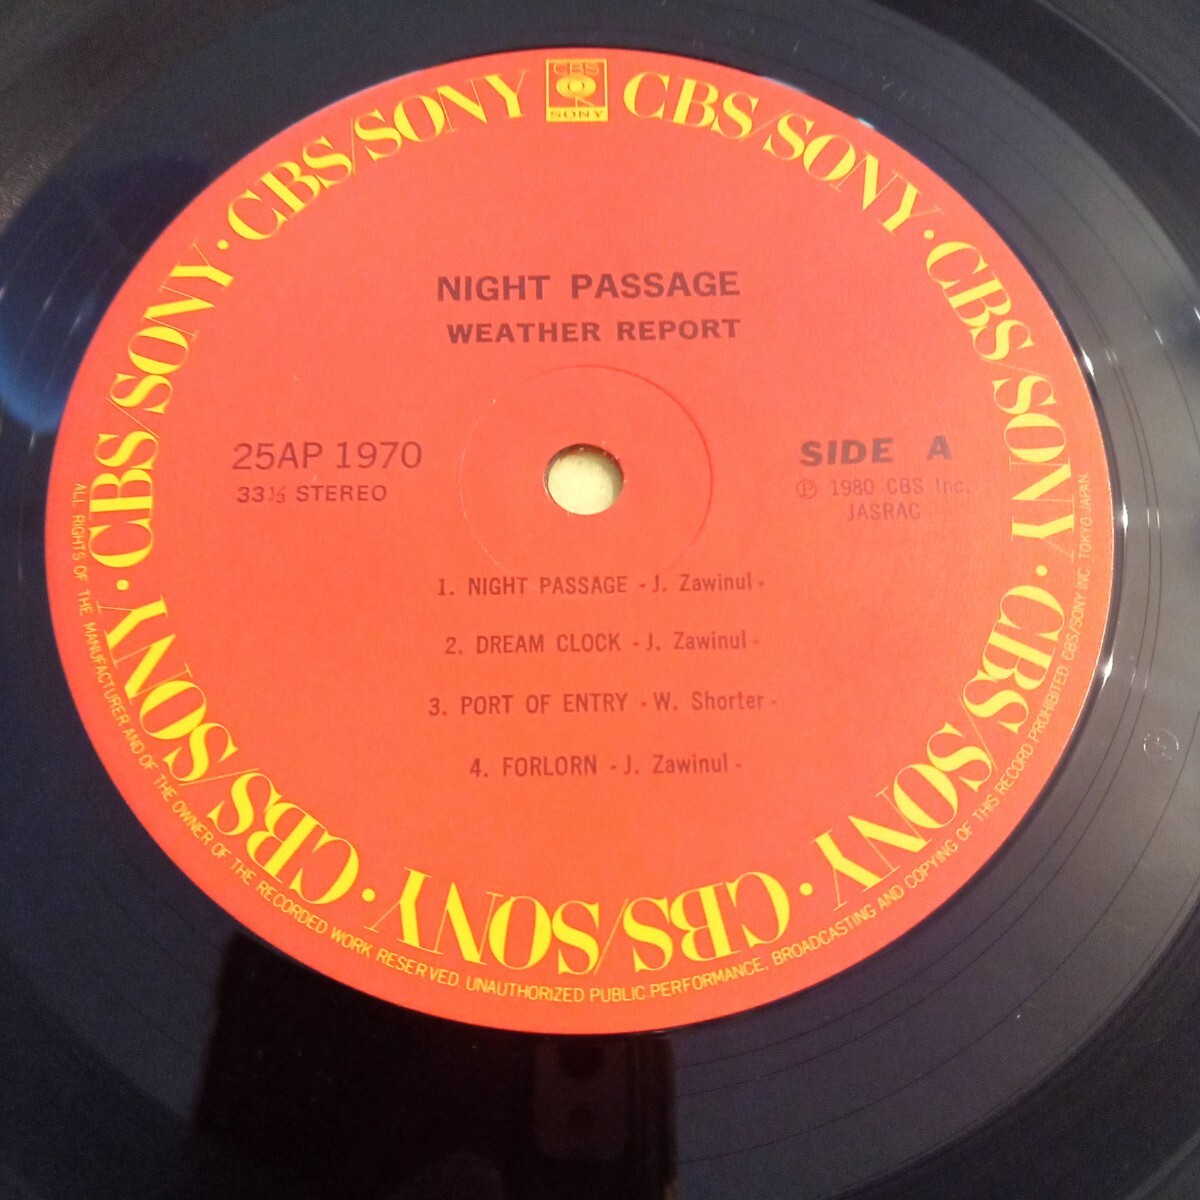 CBS
SONY
CBS/SONY · CBS/SONY · CBS/SONY · CBS/SONY · CBS/SONY · CBS/SONY · CBS/SONY · CBS/SONY
NIGHT PASSAGE
WEATHER REPORT
25AP 1970
33⅓ STEREO
SIDE A
Ⓟ 1980 CBS Inc.
JASRAC
1. NIGHT PASSAGE - J. Zawinul -
2. DREAM CLOCK - J. Zawinul -
3. PORT OF ENTRY - W. Shorter -
4. FORLORN - J. Zawinul -
ALL RIGHTS OF THE MANUFACTURER AND OF THE OWNER OF THE RECORDED WORK RESERVED. UNAUTHORIZED PUBLIC PERFORMANCE, BROADCASTING AND COPYING OF THIS RECORD PROHIBITED CBS/SONY INC. TOKYO JAPAN